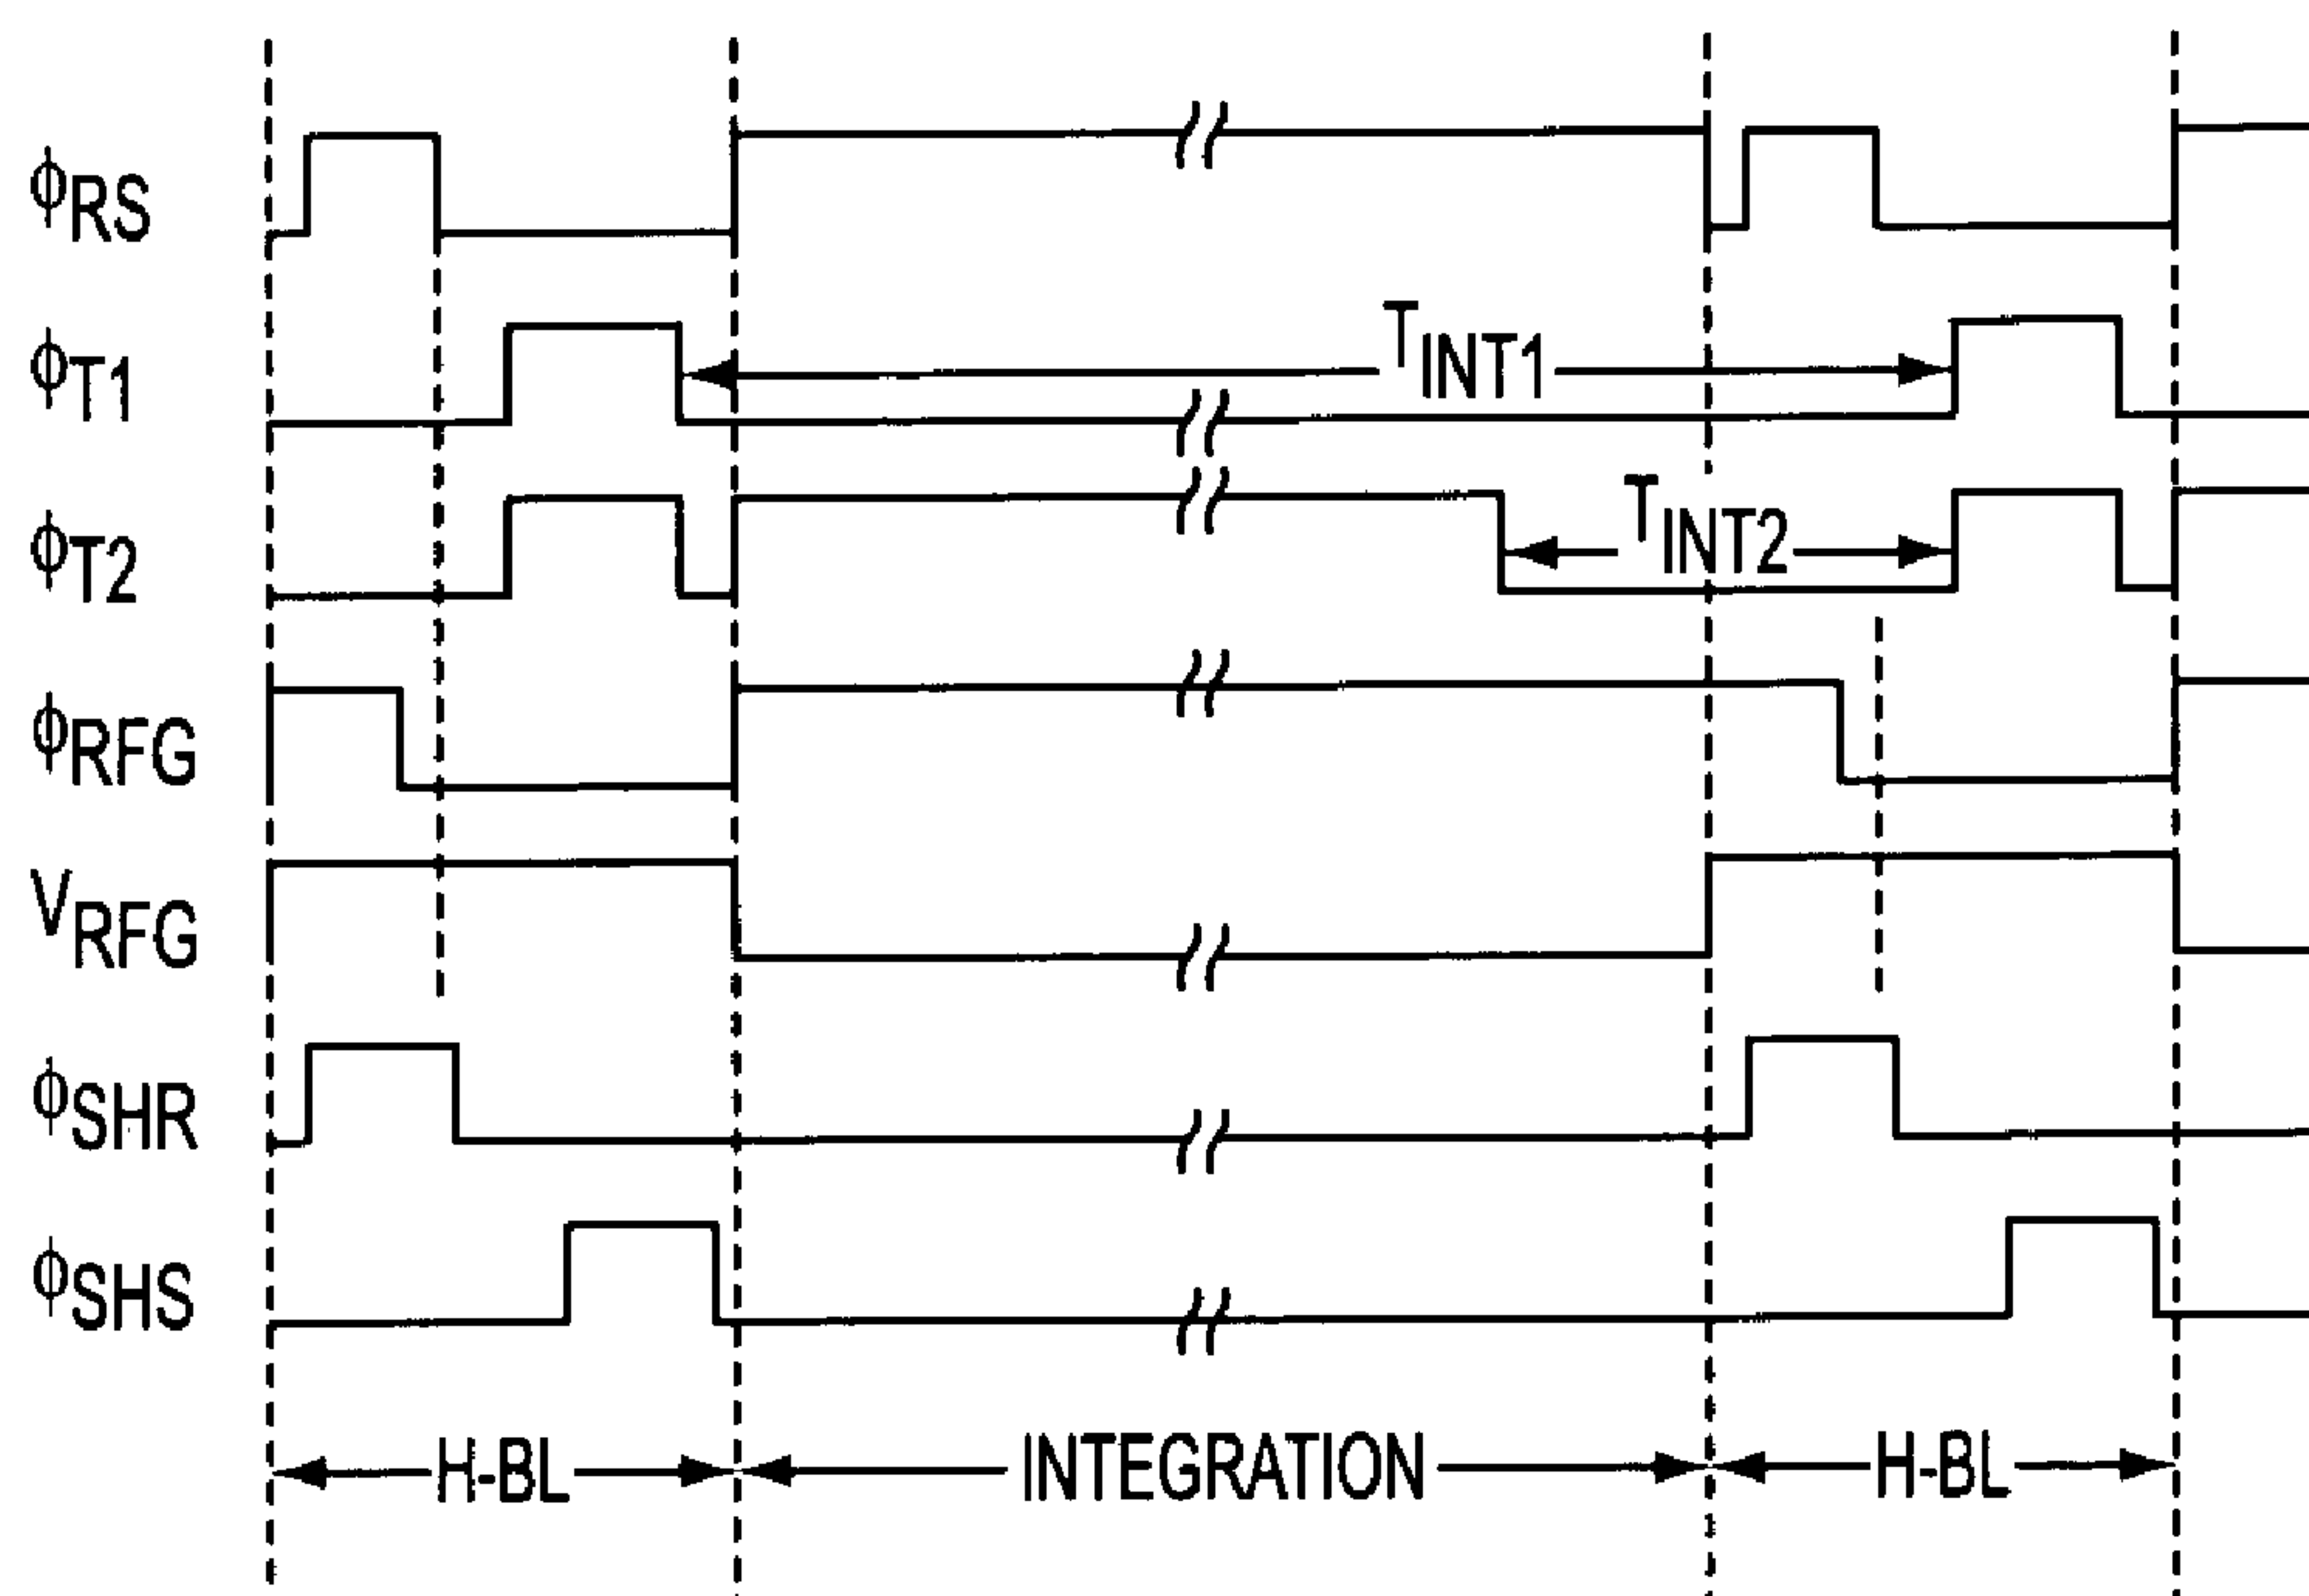 ϕRS
ϕT1
TINT1
ϕT2
TINT2
ϕRFG
VRFG
ϕSHR
ϕSHS
H-BL INTEGRATION H-BL